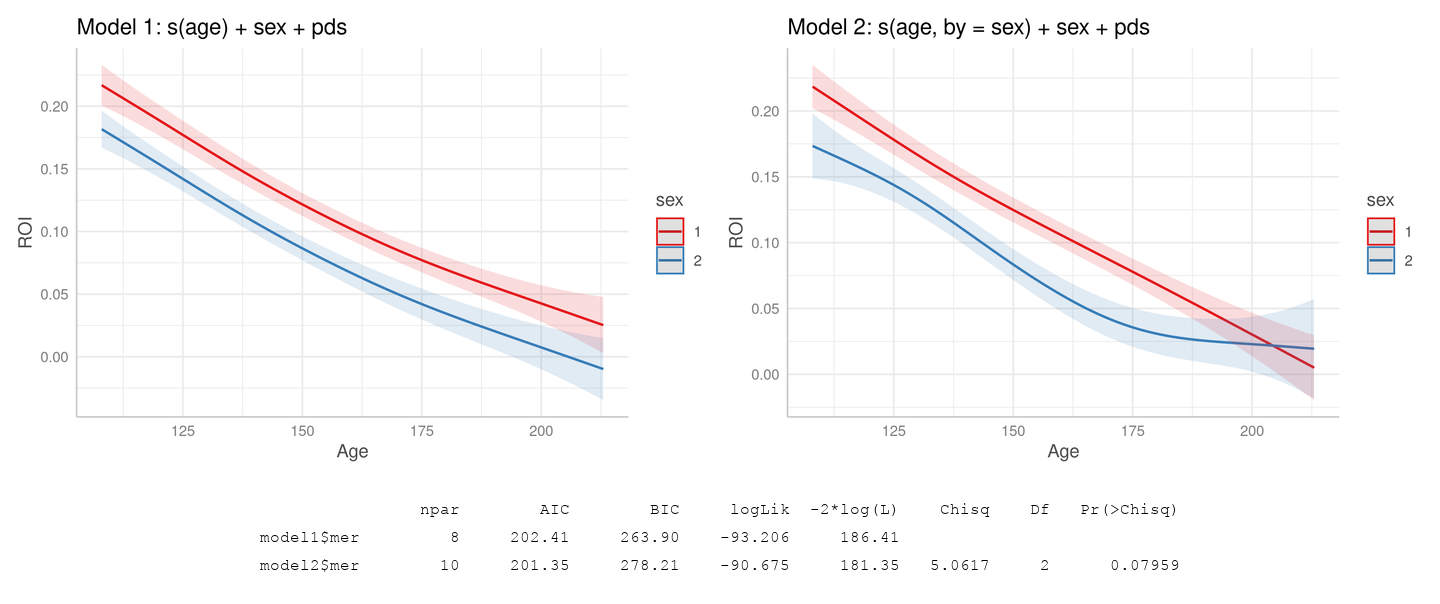 Model 1: s(age) + sex + pds
0.20
0.15
0.10
0.05
0.00
ROI
125 150 175 200
Age
sex
1
2
Model 2: s(age, by = sex) + sex + pds
0.20
0.15
0.10
0.05
0.00
ROI
125 150 175 200
Age
sex
1
2
npar AIC BIC logLik -2*log(L) Chisq Df Pr(>Chisq)
model1$mer 8 202.41 263.90 -93.206 186.41
model2$mer 10 201.35 278.21 -90.675 181.35 5.0617 2 0.07959